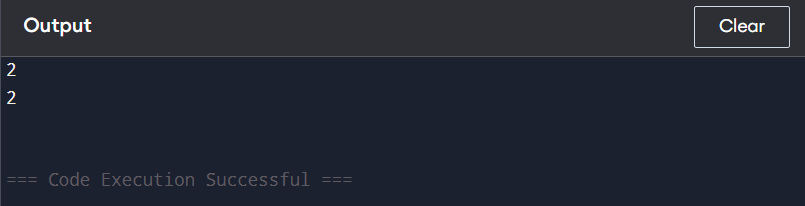 Output
Clear
2
2
=== Code Execution Successful ===